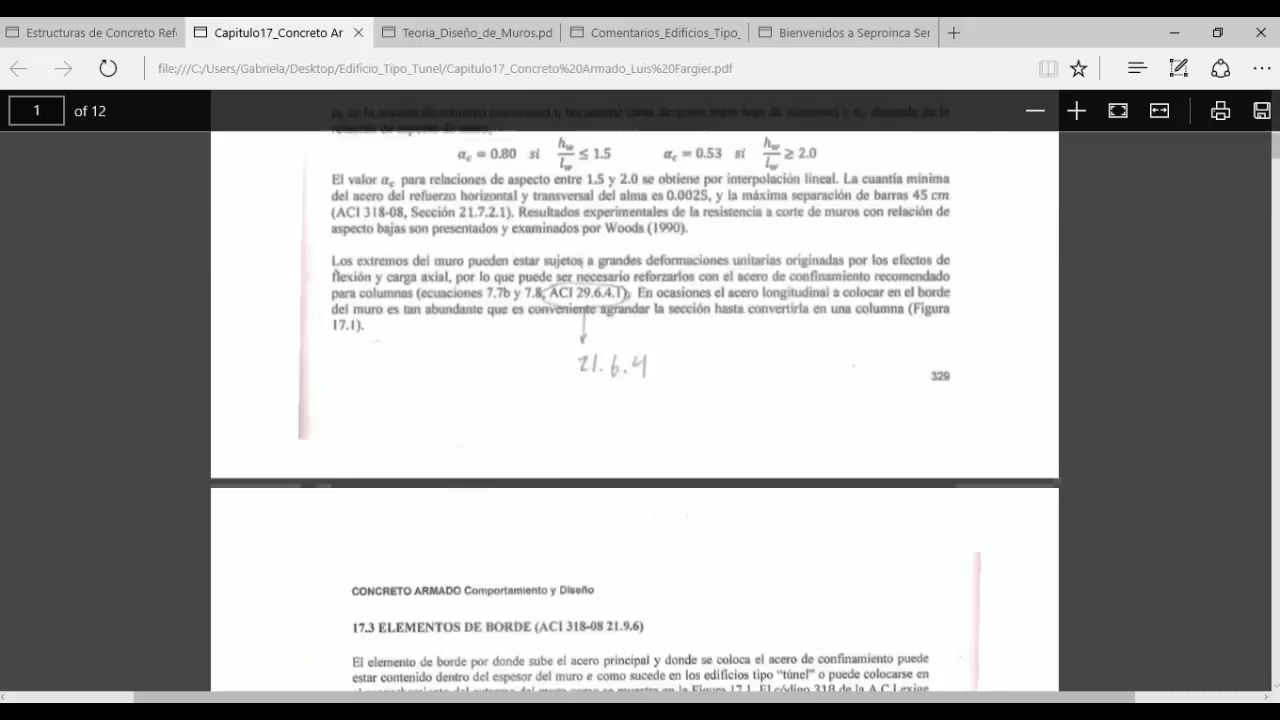 Estructuras de Concreto Ref
Capitulo17_Concreto Ar
Teoria_Diseño_de_Muros.pd
Comentarios_Edificios_Tipo_
Bienvenidos a Seproinca Ser
file:///C:/Users/Gabriela/Desktop/Edificio_Tipo_Tunel/Capitulo17_Concreto%20Armado_Luis%20Fargier.pdf
1 of 12
α_c = 0.80 si h_w/l_w ≤ 1.5 α_c = 0.53 si h_w/l_w ≥ 2.0
El valor α_c para relaciones de aspecto entre 1.5 y 2.0 se obtiene por interpolación lineal. La cuantía mínima
del acero del refuerzo horizontal y transversal del alma es 0.0025, y la máxima separación de barras 45 cm
(ACI 318-08, Sección 21.7.2.1). Resultados experimentales de la resistencia a corte de muros con relación de
aspecto bajas son presentados y examinados por Woods (1990).
Los extremos del muro pueden estar sujetos a grandes deformaciones unitarias originadas por los efectos de
flexión y carga axial, por lo que puede ser necesario reforzarlos con el acero de confinamiento recomendado
para columnas (ecuaciones 7.7b y 7.8, ACI 29.6.4.1). En ocasiones el acero longitudinal a colocar en el borde
del muro es tan abundante que es conveniente agrandar la sección hasta convertirla en una columna (Figura
17.1).
21.6.4
329
CONCRETO ARMADO Comportamiento y Diseño
17.3 ELEMENTOS DE BORDE (ACI 318-08 21.9.6)
El elemento de borde por donde sube el acero principal y donde se coloca el acero de confinamiento puede
estar contenido dentro del espesor del muro e como sucede en los edificios tipo "túnel" o puede colocarse en